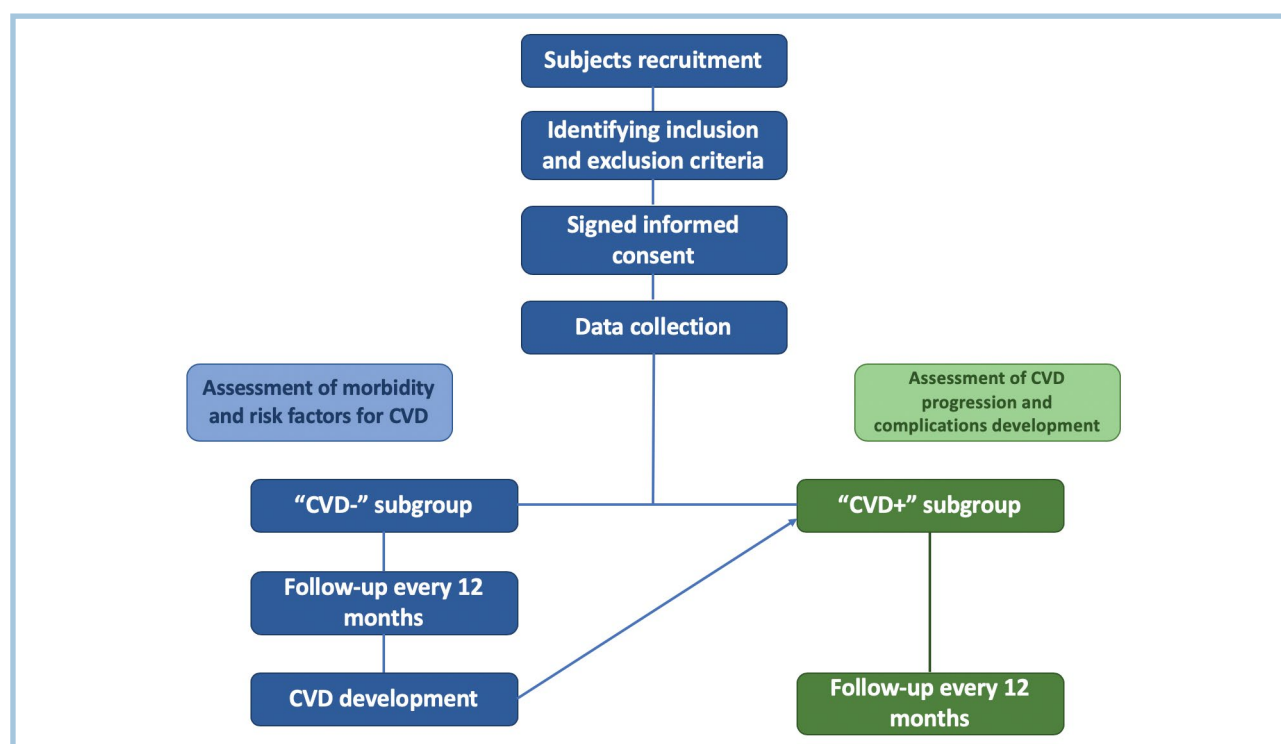 Subjects recruitment
Identifying inclusion
and exclusion criteria
Signed informed
consent
Data collection
Assessment of morbidity
and risk factors for CVD
Assessment of CVD
progression and
complications development
“CVD-” subgroup
“CVD+” subgroup
Follow-up every 12
months
CVD development
Follow-up every 12
months